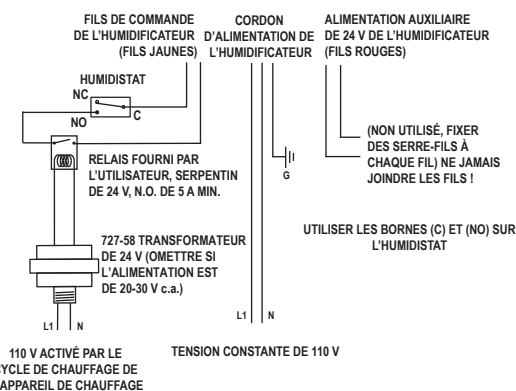 FILS DE COMMANDE
DE L'HUMIDIFICATEUR
(FILS JAUNES)
CORDON
D'ALIMENTATION DE
L'HUMIDIFICATEUR
ALIMENTATION AUXILIAIRE
DE 24 V DE L'HUMIDIFICATEUR
(FILS ROUGES)
HUMIDISTAT
NC
NO
C
RELAIS FOURNI PAR
L'UTILISATEUR, SERPENTIN
DE 24 V, N.O. DE 5 A MIN.
G
(NON UTILISÉ, FIXER
DES SERRE-FILS À
CHAQUE FIL) NE JAMAIS
JOINDRE LES FILS !
UTILISER LES BORNES (C) ET (NO) SUR
L'HUMIDISTAT
727-58 TRANSFORMATEUR
DE 24 V (OMETTRE SI
L'ALIMENTATION EST
DE 20-30 V c.a.)
L1 N
L1 N
110 V ACTIVÉ PAR LE
CYCLE DE CHAUFFAGE DE
APPAREIL DE CHAUFFAGE
TENSION CONSTANTE DE 110 V